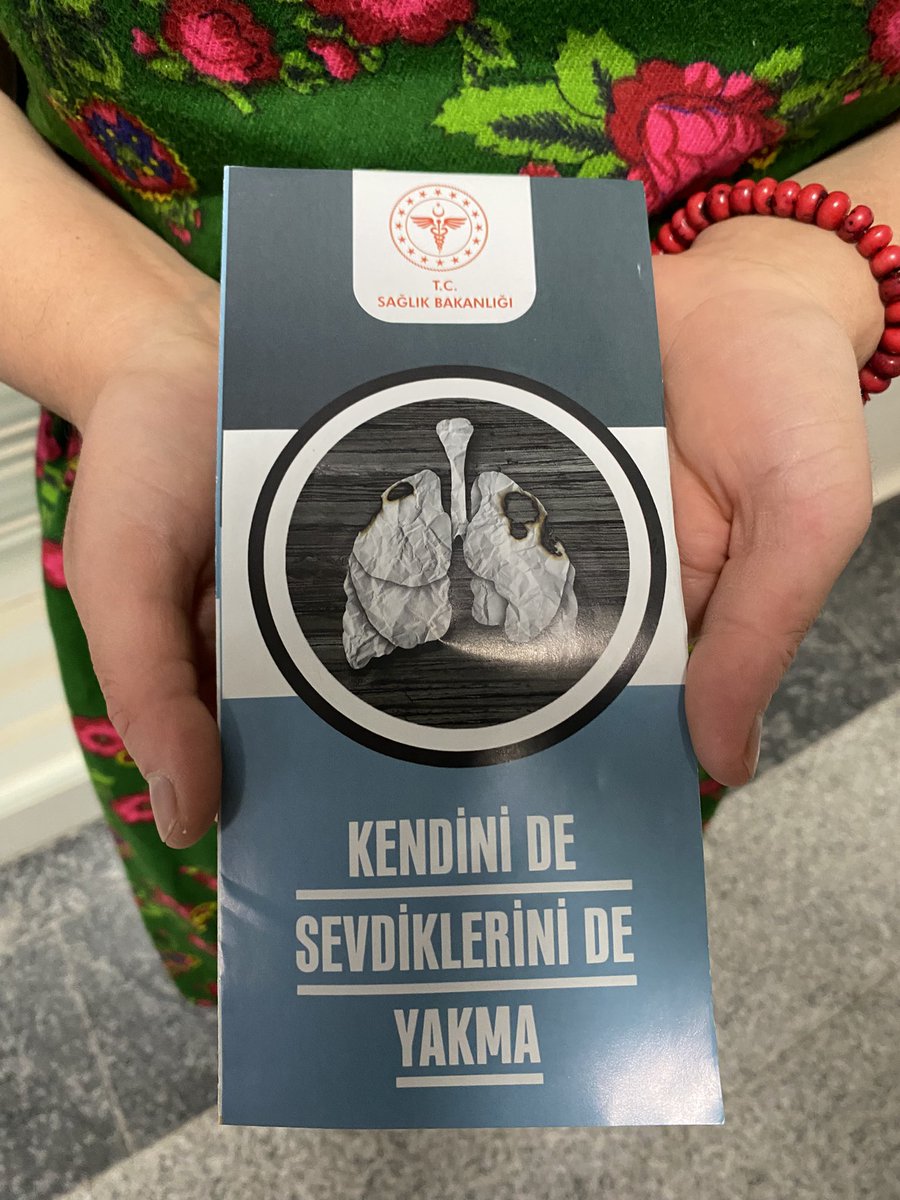 T.C.
SAĞLIK BAKANLIĞI
KENDİNİ DE
SEVDİKLERİNİ DE
YAKMA